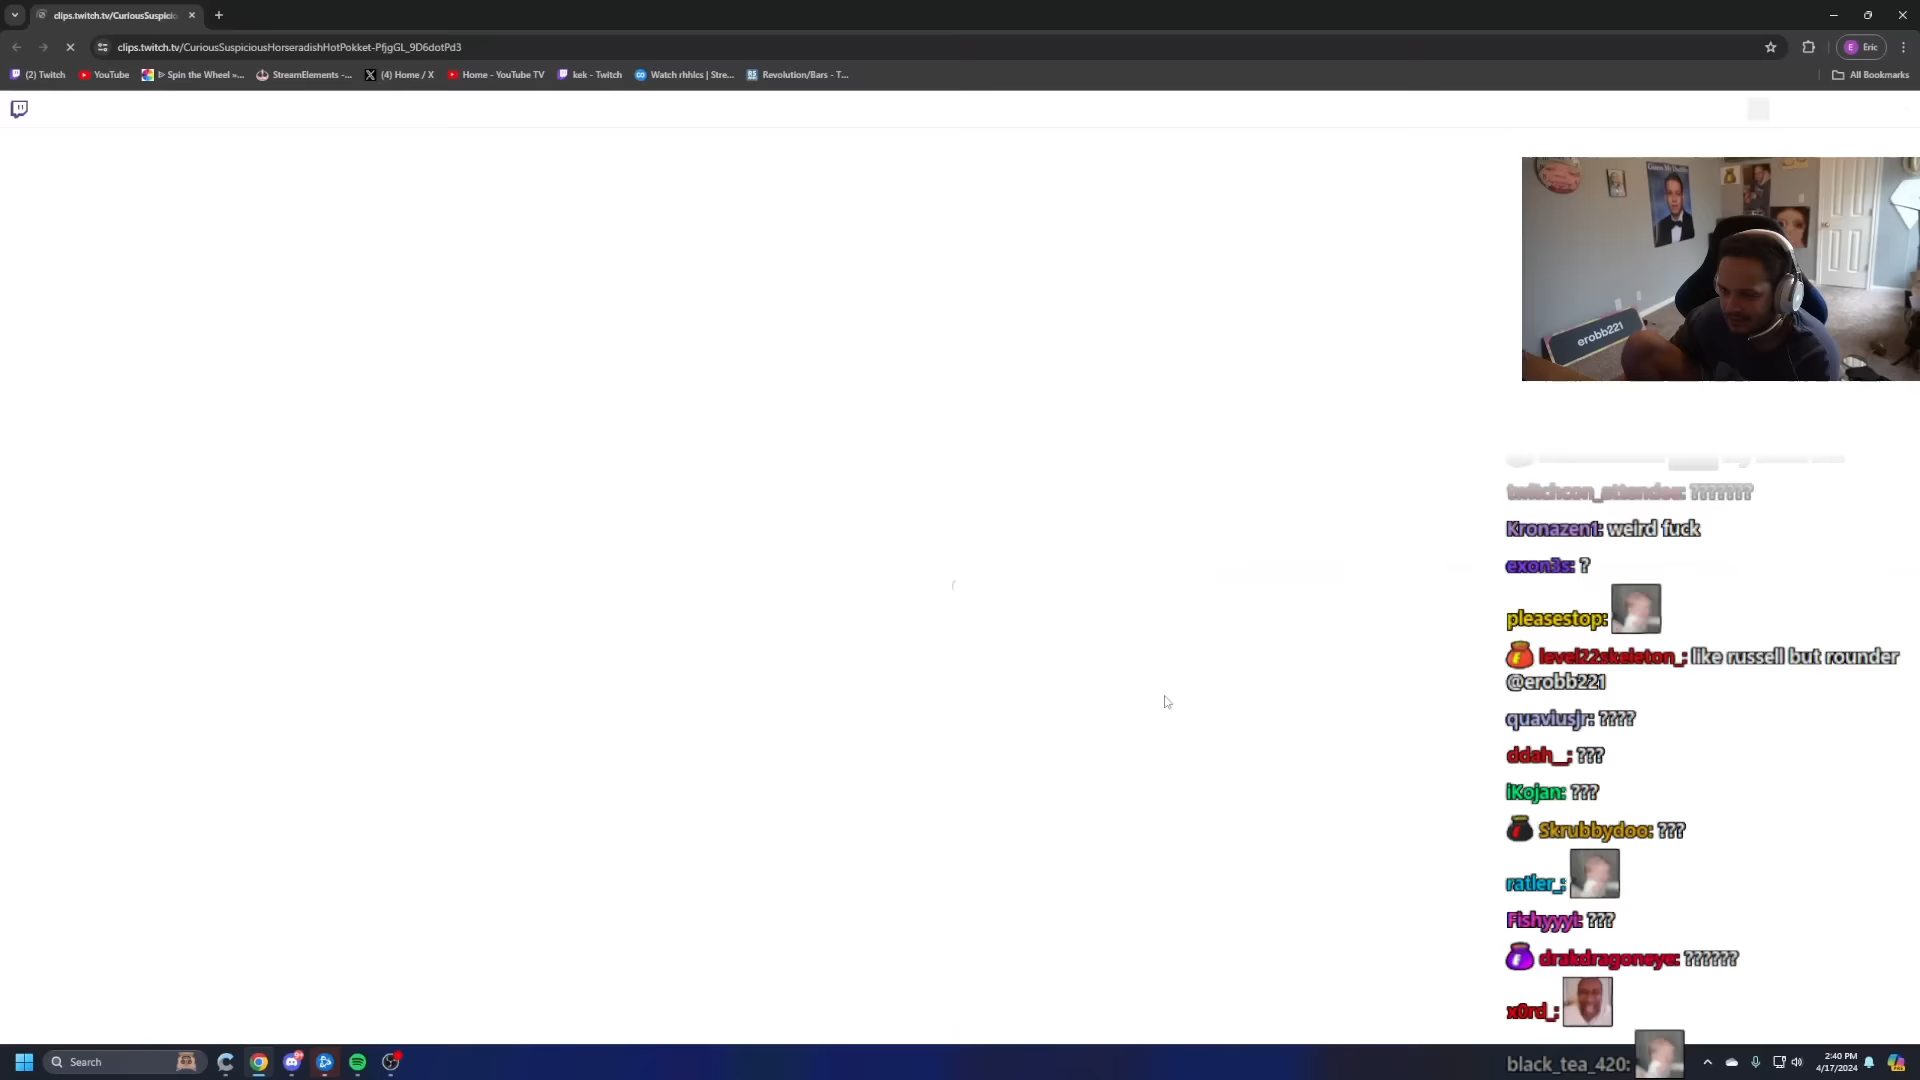 clips.twitch.tv/CuriousSuspicio
clips.twitch.tv/CuriousSuspiciousHorseradishHotPokket-PfjgGL_9D6dotPd3
E Eric
(2) Twitch YouTube Spin the Wheel »... StreamElements -... (4) Home / X Home - YouTube TV kek - Twitch Watch rhhlcs | Stre... Revolution/Bars - T... All Bookmarks
erobb221
twitchcon_attendee: ???????
Kronazen1: weird fuck
exon3s: ?
pleasestop:
level22skeleton_: like russell but rounder
@erobb221
quaviusjr: ????
ddah__: ???
iKojan: ???
Skrubbydoo: ???
ratler_:
Fishyyyi: ???
drakdragoneye: ??????
x0rd_:
black_tea_420:
Search
2:40 PM
4/17/2024